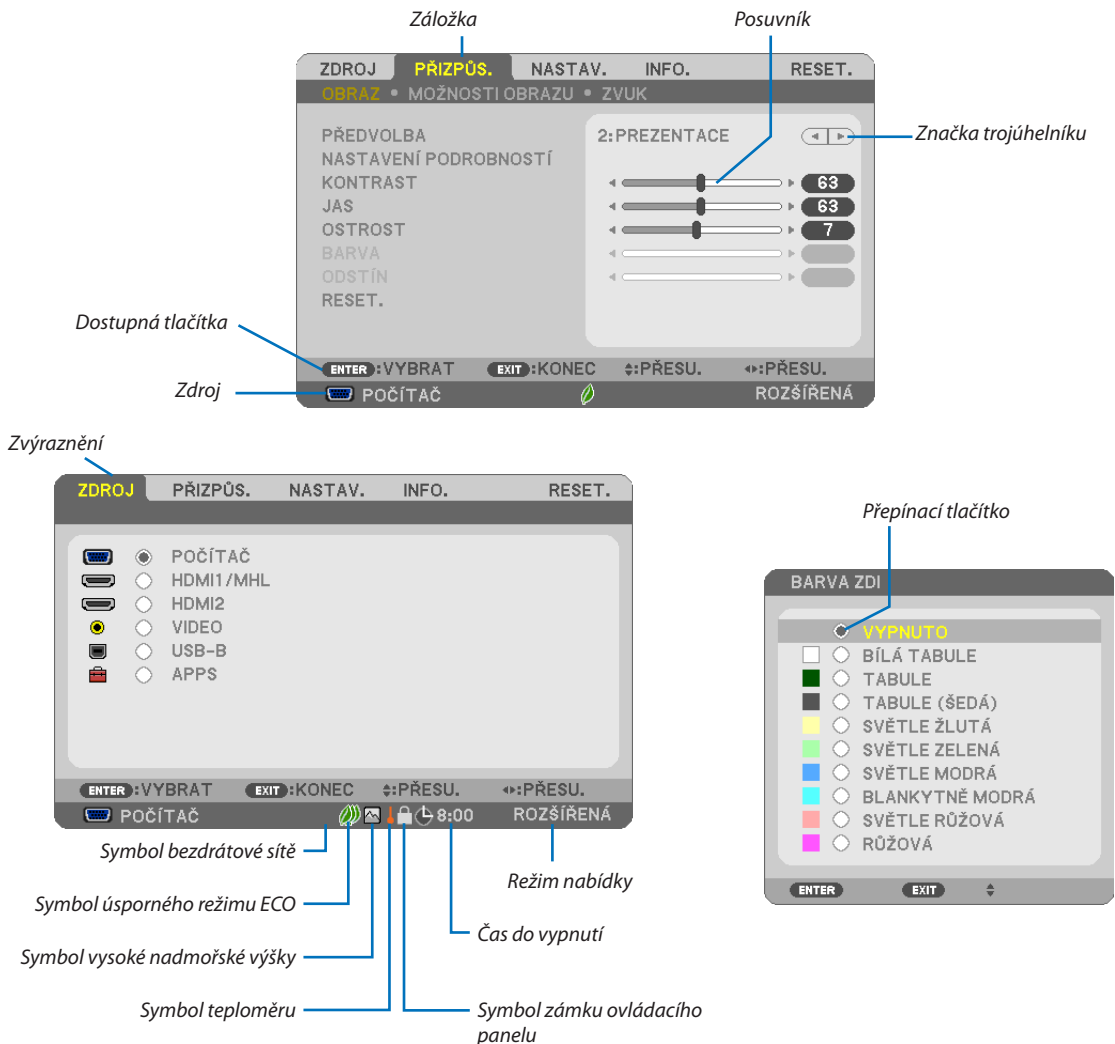 Záložka
Posuvník
ZDROJ PŘIZPŮS. NASTAV. INFO. RESET.
OBRAZ • MOŽNOSTI OBRAZU • ZVUK
PŘEDVOLBA 2:PREZENTACE
Značka trojúhelníku
NASTAVENÍ PODROBNOSTÍ
KONTRAST 63
JAS 63
OSTROST 7
BARVA
ODSTÍN
RESET.
Dostupná tlačítka
ENTER :VYBRAT EXIT :KONEC :PŘESU. :PŘESU.
Zdroj
POČÍTAČ ROZŠÍŘENÁ
Zvýraznění
ZDROJ PŘIZPŮS. NASTAV. INFO. RESET.
POČÍTAČ
HDMI1/MHL
HDMI2
VIDEO
USB-B
APPS
ENTER :VYBRAT EXIT :KONEC :PŘESU. :PŘESU.
POČÍTAČ 8:00 ROZŠÍŘENÁ
Symbol bezdrátové sítě
Režim nabídky
Symbol úsporného režimu ECO
Čas do vypnutí
Symbol vysoké nadmořské výšky
Symbol teploměru
Symbol zámku ovládacího
panelu
Přepínací tlačítko
BARVA ZDI
VYPNUTO
BÍLÁ TABULE
TABULE
TABULE (ŠEDÁ)
SVĚTLE ŽLUTÁ
SVĚTLE ZELENÁ
SVĚTLE MODRÁ
BLANKYTNĚ MODRÁ
SVĚTLE RŮŽOVÁ
RŮŽOVÁ
ENTER EXIT